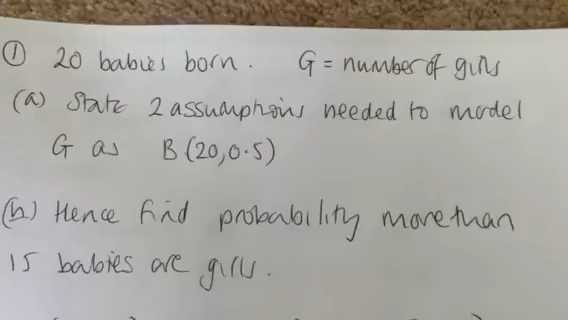 ① 20 babies born. G = number of girls
(a) State 2 assumptions needed to model
G as B(20, 0.5)
(b) Hence find probability more than
15 babies are girls.